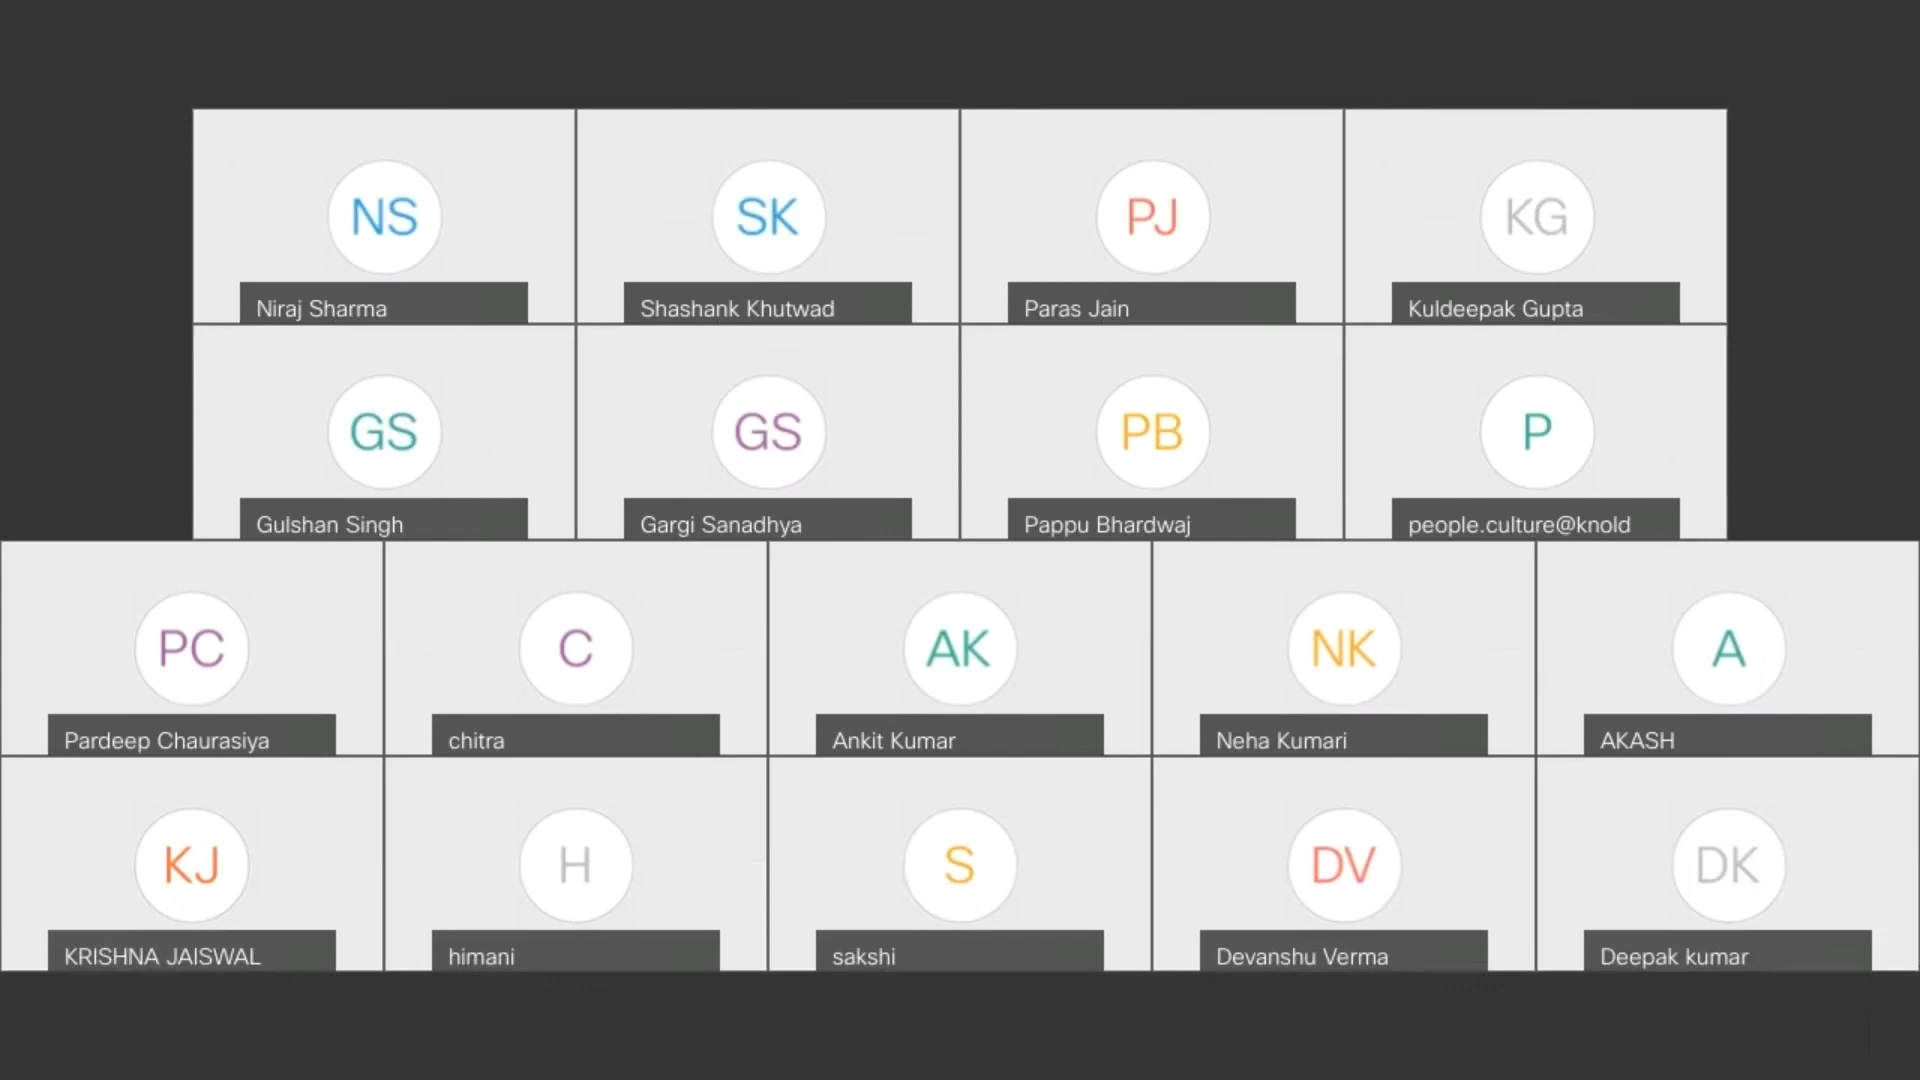 NS
SK
PJ
KG
Niraj Sharma
Shashank Khutwad
Paras Jain
Kuldeepak Gupta
GS
GS
PB
P
Gulshan Singh
Gargi Sanadhya
Pappu Bhardwaj
people.culture@knold
PC
C
AK
NK
A
Pardeep Chaurasiya
chitra
Ankit Kumar
Neha Kumari
AKASH
KJ
H
S
DV
DK
KRISHNA JAISWAL
himani
sakshi
Devanshu Verma
Deepak kumar